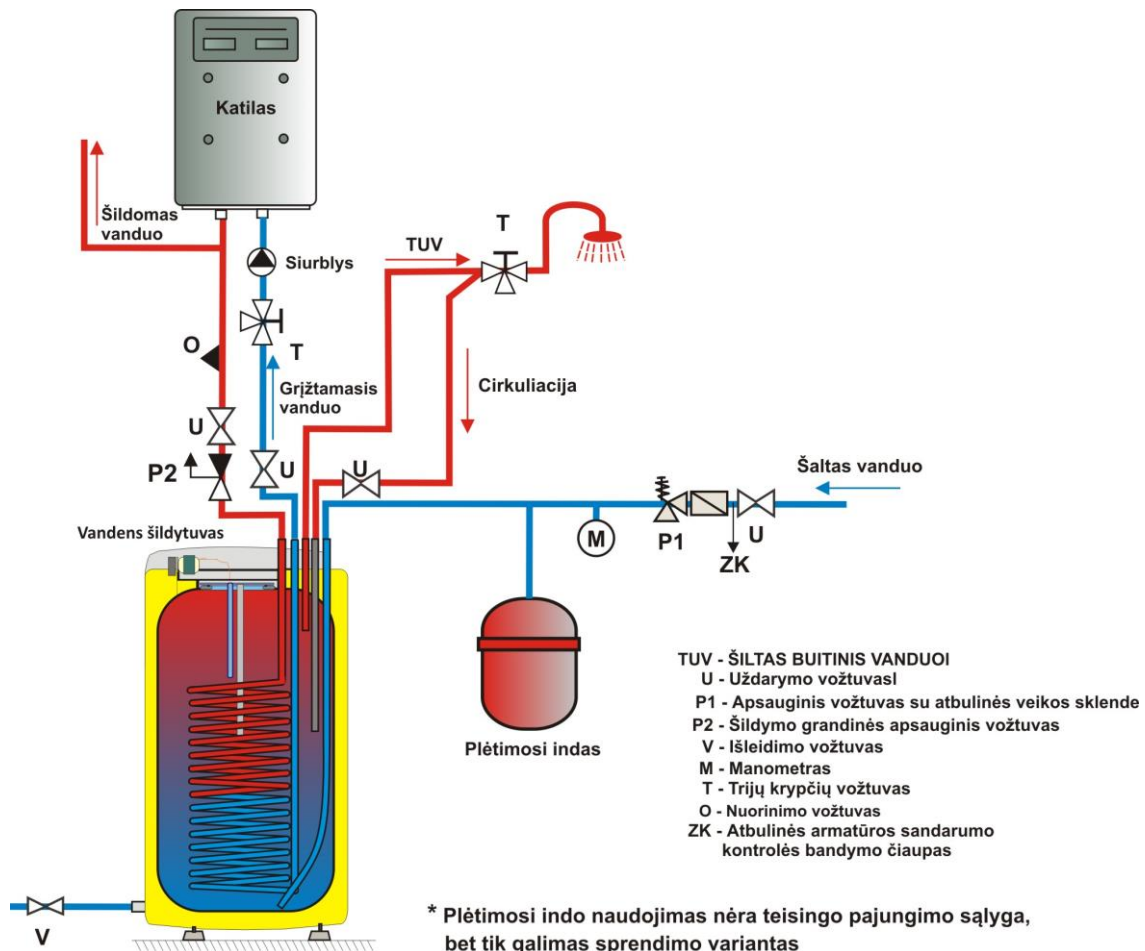 Katilas
Šildomas
vanduo
Siurblys
TUV
T
O
T
Grįžtamasis
vanduo
Cirkuliacija
U
P2
U
U
Šaltas vanduo
Vandens šildytuvas
M
P1
U
ZK
Plėtimosi indas
TUV - ŠILTAS BUITINIS VANDUOI
U - Uždarymo vožtuvasI
P1 - Apsauginis vožtuvas su atbulinės veikos sklende
P2 - Šildymo grandinės apsauginis vožtuvas
V - Išleidimo vožtuvas
M - Manometras
T - Trijų krypčių vožtuvas
O - Nuorinimo vožtuvas
ZK - Atbulinės armatūros sandarumo
kontrolės bandymo čiaupas
V
* Plėtimosi indo naudojimas nėra teisingo pajungimo sąlyga,
bet tik galimas sprendimo variantas